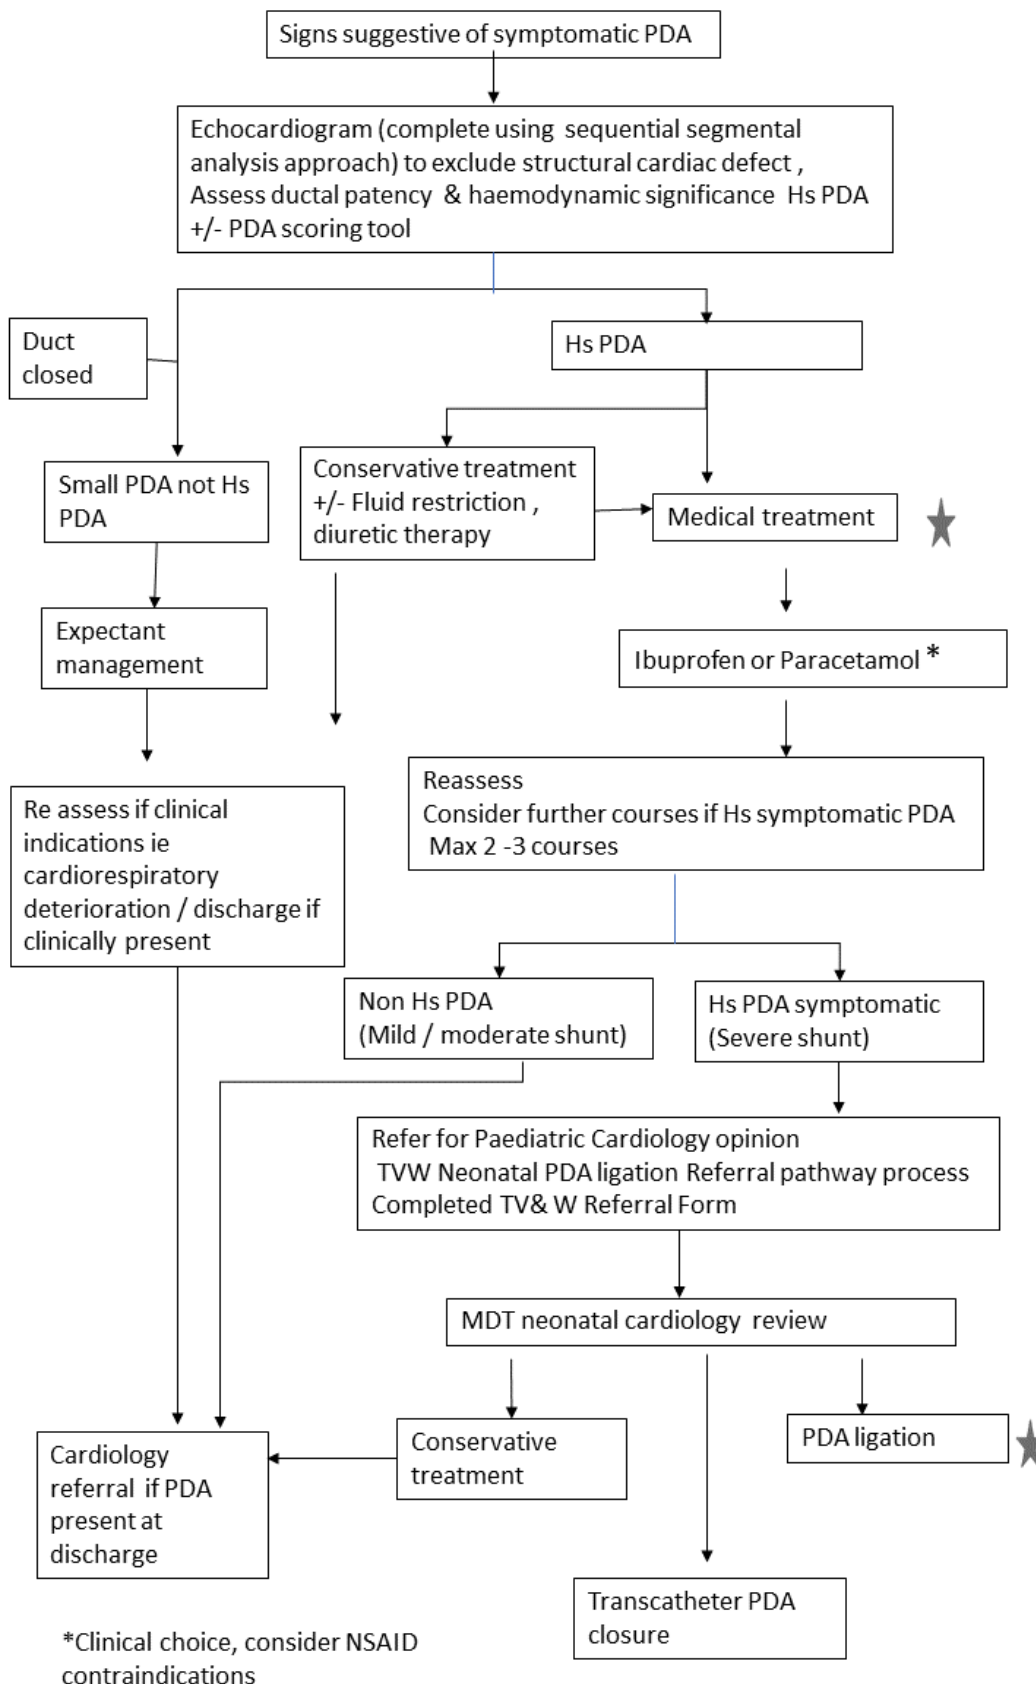 Signs suggestive of symptomatic PDA
Echocardiogram (complete using sequential segmental
analysis approach) to exclude structural cardiac defect ,
Assess ductal patency & haemodynamic significance Hs PDA
+/- PDA scoring tool
Duct
closed
Hs PDA
Small PDA not Hs
PDA
Conservative treatment
+/- Fluid restriction ,
diuretic therapy
Medical treatment
Expectant
management
Ibuprofen or Paracetamol *
Re assess if clinical
indications ie
cardiorespiratory
deterioration / discharge if
clinically present
Reassess
Consider further courses if Hs symptomatic PDA
Max 2 -3 courses
Non Hs PDA
(Mild / moderate shunt)
Hs PDA symptomatic
(Severe shunt)
Refer for Paediatric Cardiology opinion
TVW Neonatal PDA ligation Referral pathway process
Completed TV& W Referral Form
MDT neonatal cardiology review
Cardiology
referral if PDA
present at
discharge
Conservative
treatment
PDA ligation
Transcatheter PDA
closure
*Clinical choice, consider NSAID
contraindications